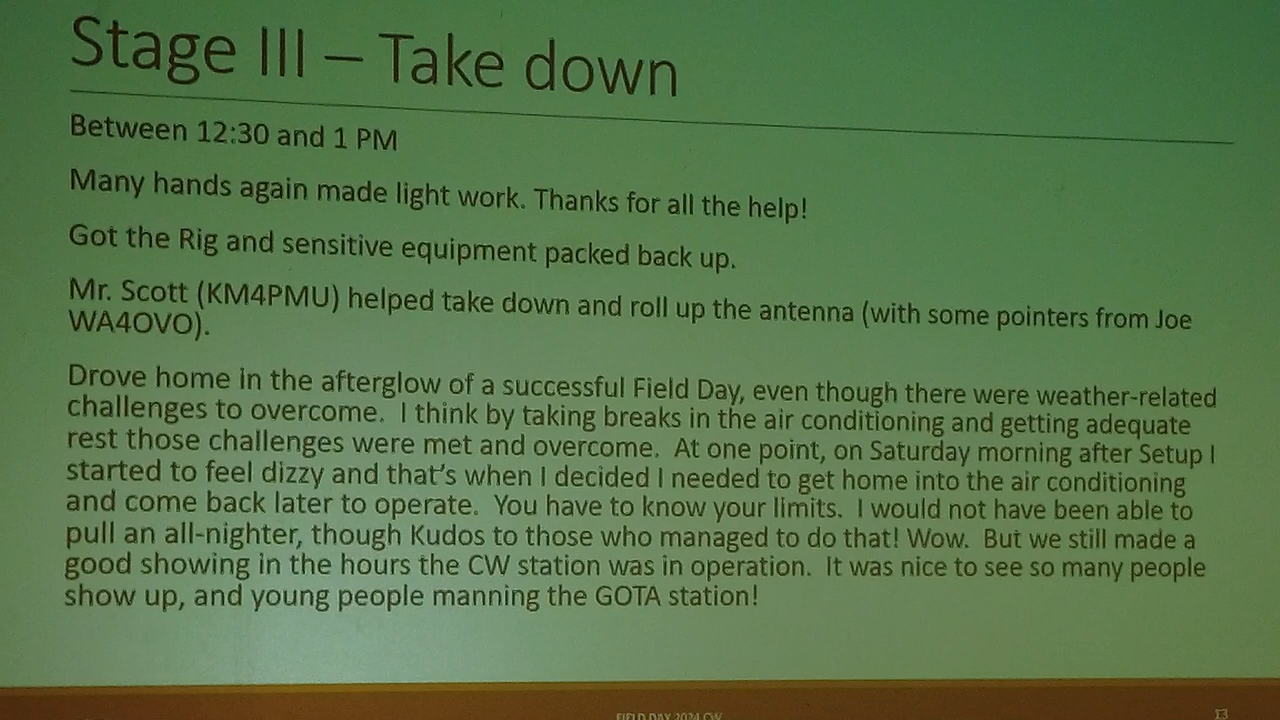 Stage III – Take down
Between 12:30 and 1 PM
Many hands again made light work. Thanks for all the help!
Got the Rig and sensitive equipment packed back up.
Mr. Scott (KM4PMU) helped take down and roll up the antenna (with some pointers from Joe
WA4OVO).
Drove home in the afterglow of a successful Field Day, even though there were weather-related
challenges to overcome.  I think by taking breaks in the air conditioning and getting adequate
rest those challenges were met and overcome.  At one point, on Saturday morning after Setup I
started to feel dizzy and that’s when I decided I needed to get home into the air conditioning
and come back later to operate.  You have to know your limits.  I would not have been able to
pull an all-nighter, though Kudos to those who managed to do that! Wow.  But we still made a
good showing in the hours the CW station was in operation.  It was nice to see so many people
show up, and young people manning the GOTA station!
FIELD DAY 2024 CW
13